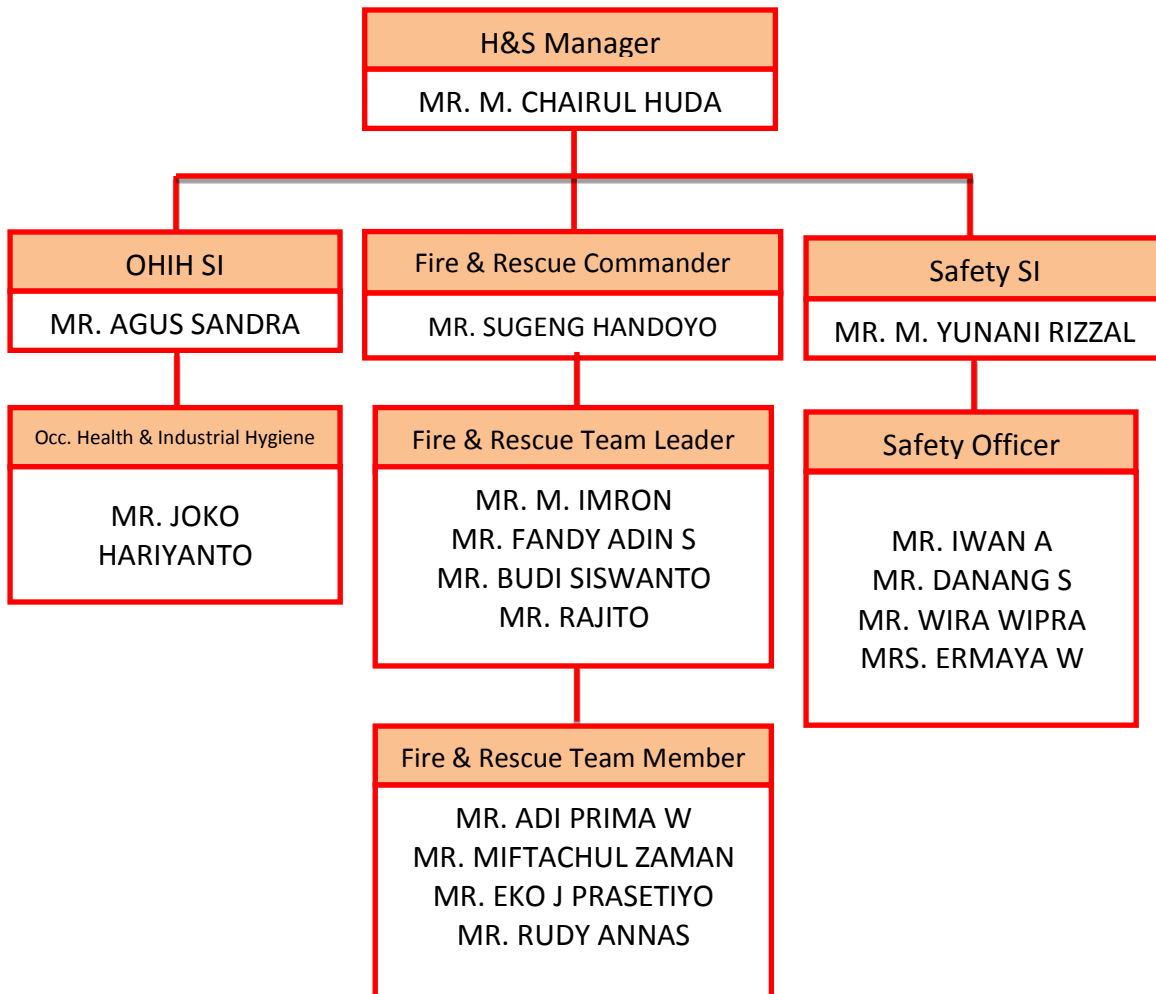 H&S Manager
MR. M. CHAIRUL HUDA
OHIH SI
MR. AGUS SANDRA
Fire & Rescue Commander
MR. SUGENG HANDOYO
Safety SI
MR. M. YUNANI RIZZAL
Occ. Health & Industrial Hygiene
MR. JOKO
HARIYANTO
Fire & Rescue Team Leader
MR. M. IMRON
MR. FANDY ADIN S
MR. BUDI SISWANTO
MR. RAJITO
Safety Officer
MR. IWAN A
MR. DANANG S
MR. WIRA WIPRA
MRS. ERMAYA W
Fire & Rescue Team Member
MR. ADI PRIMA W
MR. MIFTACHUL ZAMAN
MR. EKO J PRASETIYO
MR. RUDY ANNAS